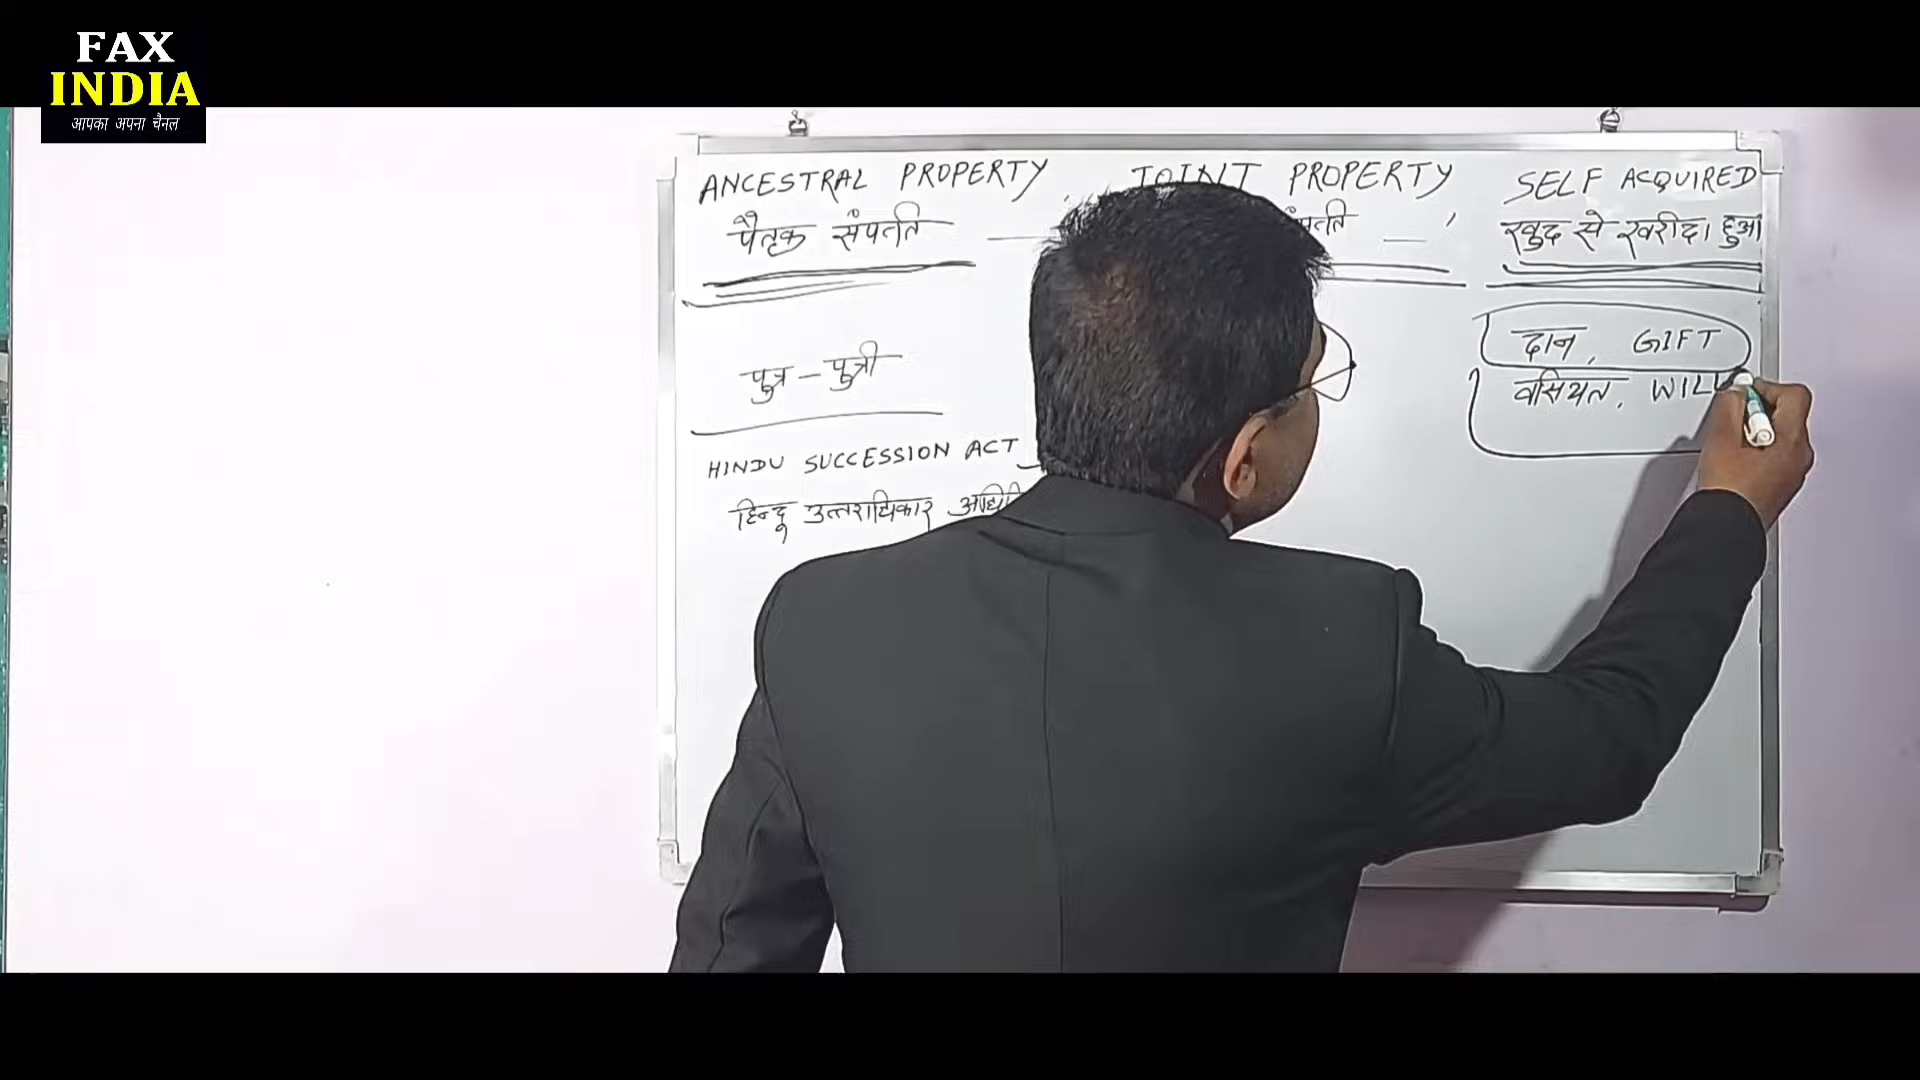 FAX
INDIA
आपका अपना चैनल
ANCESTRAL PROPERTY, JOINT PROPERTY, SELF ACQUIRED
पैतृक संपत्ति खुद से खरीदा हुआ
दान, GIFT
पुत्र - पुत्री
वसियत, WILL
HINDU SUCCESSION ACT
हिन्दू उत्तराधिकार